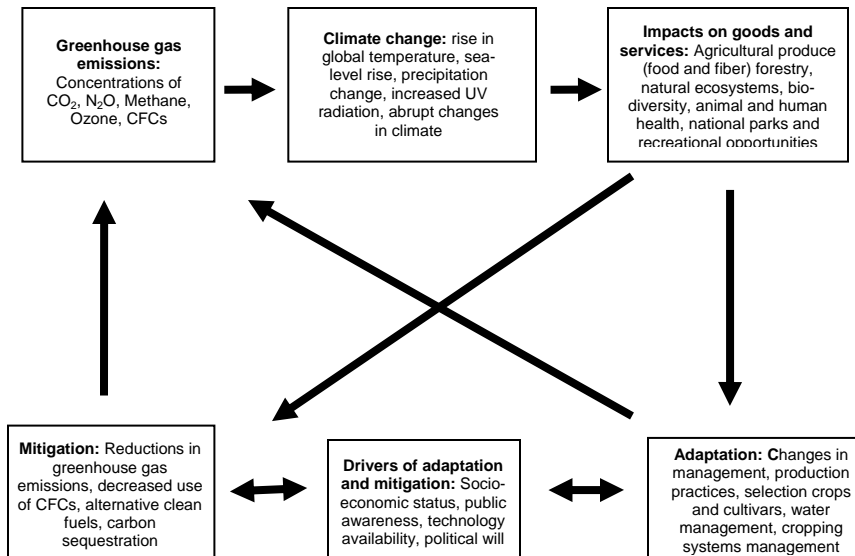 Greenhouse gas
emissions:
Concentrations of
CO₂, N₂O, Methane,
Ozone, CFCs
Climate change: rise in
global temperature, sea-
level rise, precipitation
change, increased UV
radiation, abrupt changes
in climate
Impacts on goods and
services: Agricultural produce
(food and fiber) forestry,
natural ecosystems, bio-
diversity, animal and human
health, national parks and
recreational opportunities
Mitigation: Reductions in
greenhouse gas
emissions, decreased use
of CFCs, alternative clean
fuels, carbon
sequestration
Drivers of adaptation
and mitigation: Socio-
economic status, public
awareness, technology
availability, political will
Adaptation: Changes in
management, production
practices, selection crops
and cultivars, water
management, cropping
systems management